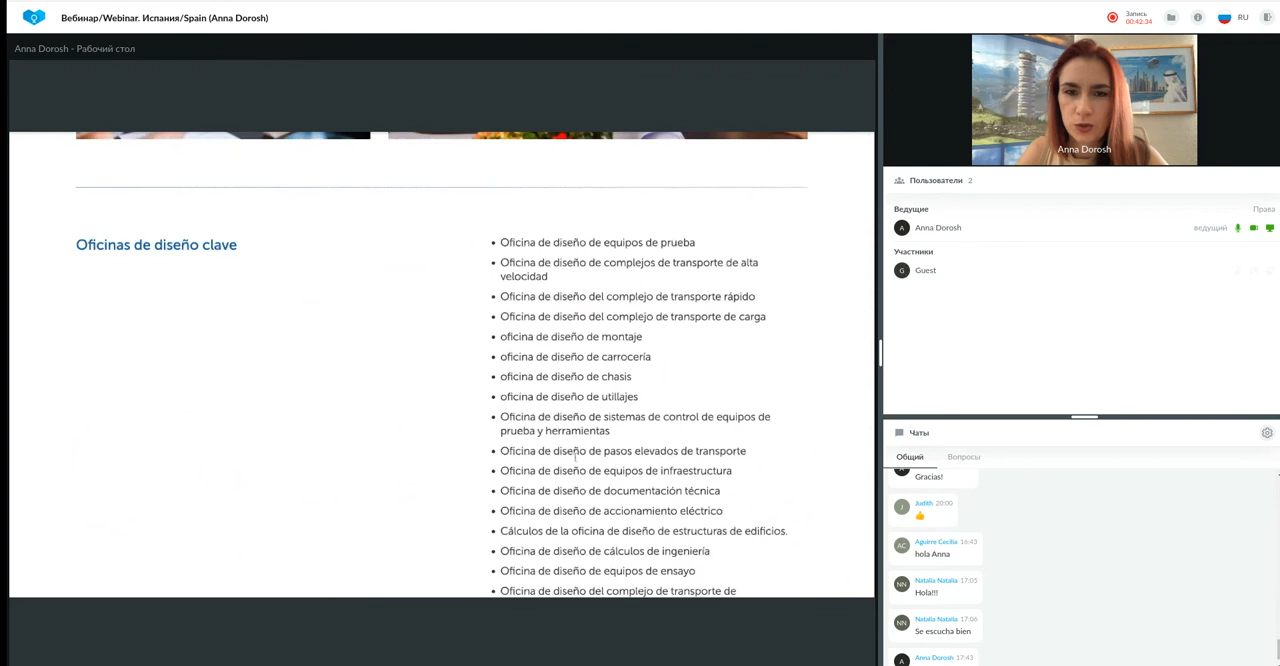 Вебинар/Webinar. Испания/Spain (Anna Dorosh)
Запись
00:42:34
RU
Anna Dorosh - Рабочий стол
Oficinas de diseño clave
• Oficina de diseño de equipos de prueba
• Oficina de diseño de complejos de transporte de alta
velocidad
• Oficina de diseño del complejo de transporte rápido
• Oficina de diseño del complejo de transporte de carga
• oficina de diseño de montaje
• oficina de diseño de carrocería
• oficina de diseño de chasis
• oficina de diseño de utillajes
• Oficina de diseño de sistemas de control de equipos de
prueba y herramientas
• Oficina de diseño de pasos elevados de transporte
• Oficina de diseño de equipos de infraestructura
• Oficina de diseño de documentación técnica
• Oficina de diseño de accionamiento eléctrico
• Cálculos de la oficina de diseño de estructuras de edificios.
• Oficina de diseño de cálculos de ingeniería
• Oficina de diseño de equipos de ensayo
• Oficina de diseño del complejo de transporte de
Anna Dorosh
Пользователи 2
Ведущие Права
A Anna Dorosh ведущий
Участники
G Guest
Чаты
Общий Вопросы
Gracias!
J Judith 20:00
AC Aguirre Cecilia 16:43
hola Anna
NN Natalia Natalia 17:05
Hola!!!
NN Natalia Natalia 17:06
Se escucha bien
A Anna Dorosh 17:43